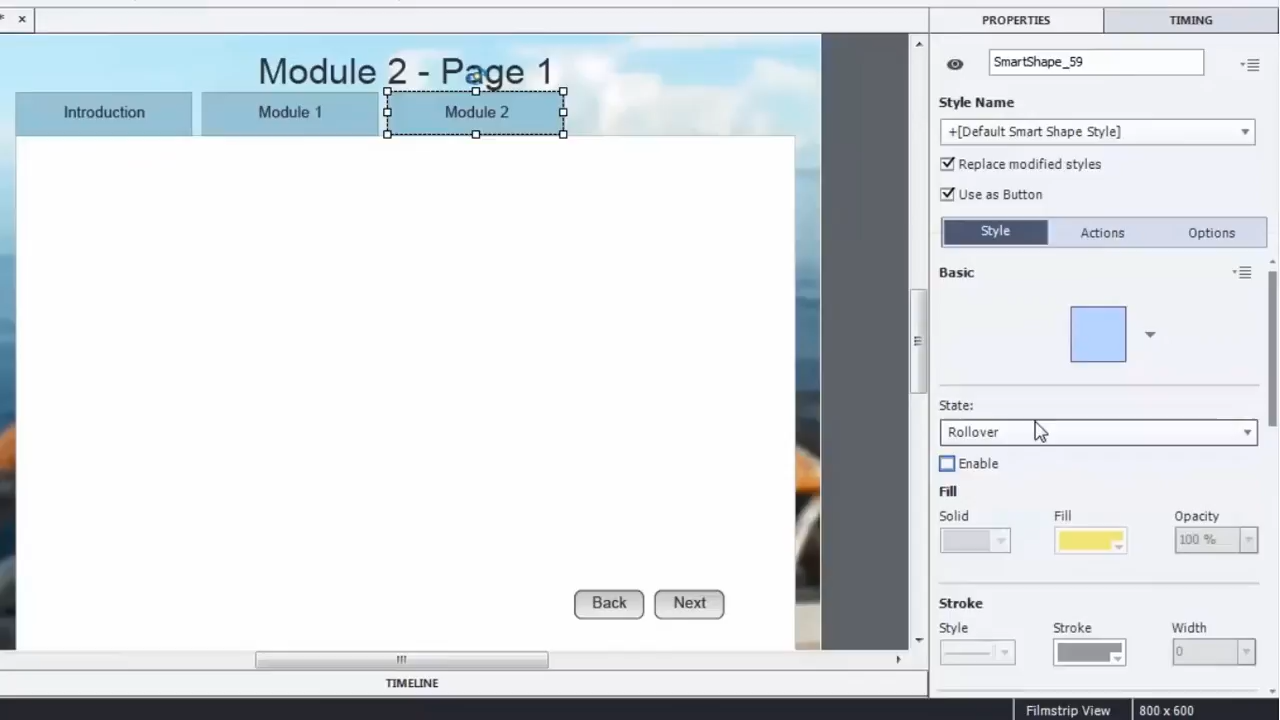 * ×
PROPERTIES
TIMING
Module 2 - Page 1
Introduction
Module 1
Module 2
Back
Next
TIMELINE
SmartShape_59
Style Name
+[Default Smart Shape Style]
Replace modified styles
Use as Button
Style
Actions
Options
Basic
State:
Rollover
Enable
Fill
Solid
Fill
Opacity
100 %
Stroke
Style
Stroke
Width
0
Filmstrip View
800 x 600